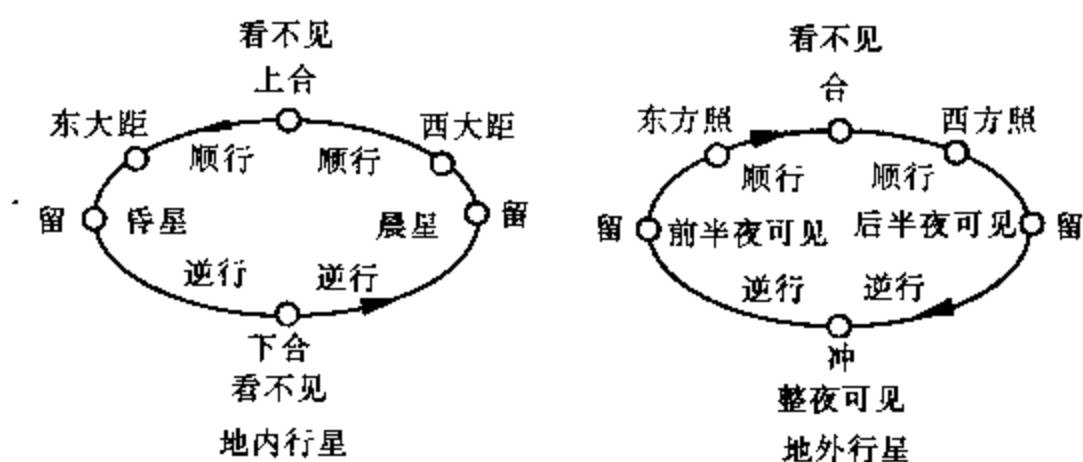 看不见
上合
东大距
西大距
顺行 顺行
留 昏星 晨星 留
逆行 逆行
下合
看不见
地内行星
看不见
合
东方照
西方照
顺行 顺行
留 前半夜可见 后半夜可见 留
逆行 逆行
冲
整夜可见
地外行星